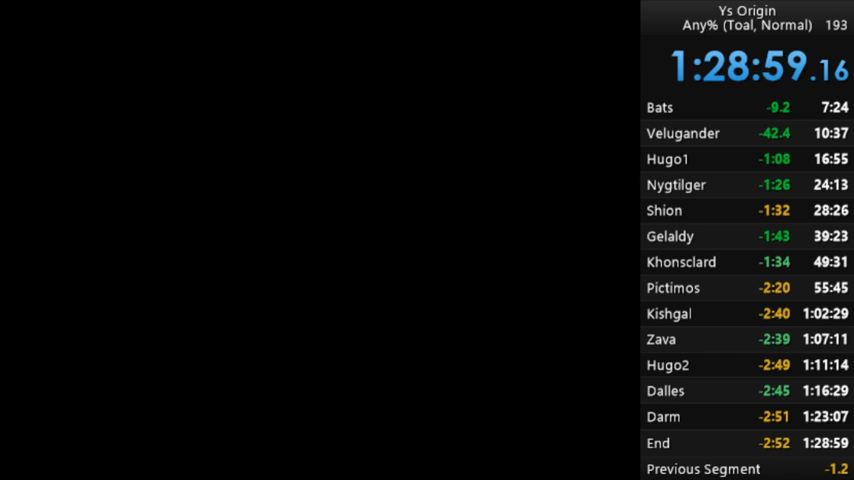 Ys Origin
Any% (Toal, Normal) 193
1:28:59.16
Bats -9.2 7:24
Velugander -42.4 10:37
Hugo1 -1:08 16:55
Nygtilger -1:26 24:13
Shion -1:32 28:26
Gelaldy -1:43 39:23
Khonsclard -1:34 49:31
Pictimos -2:20 55:45
Kishgal -2:40 1:02:29
Zava -2:39 1:07:11
Hugo2 -2:49 1:11:14
Dalles -2:45 1:16:29
Darm -2:51 1:23:07
End -2:52 1:28:59
Previous Segment -1.2